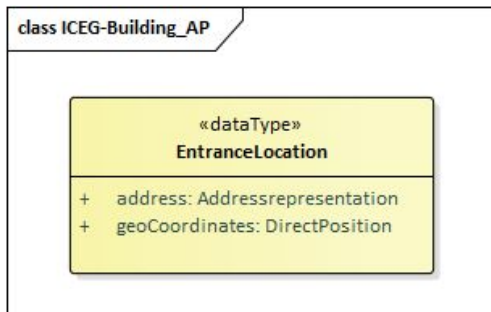 class ICEG-Building_AP
«dataType»
EntranceLocation
+ address: Addressrepresentation
+ geoCoordinates: DirectPosition